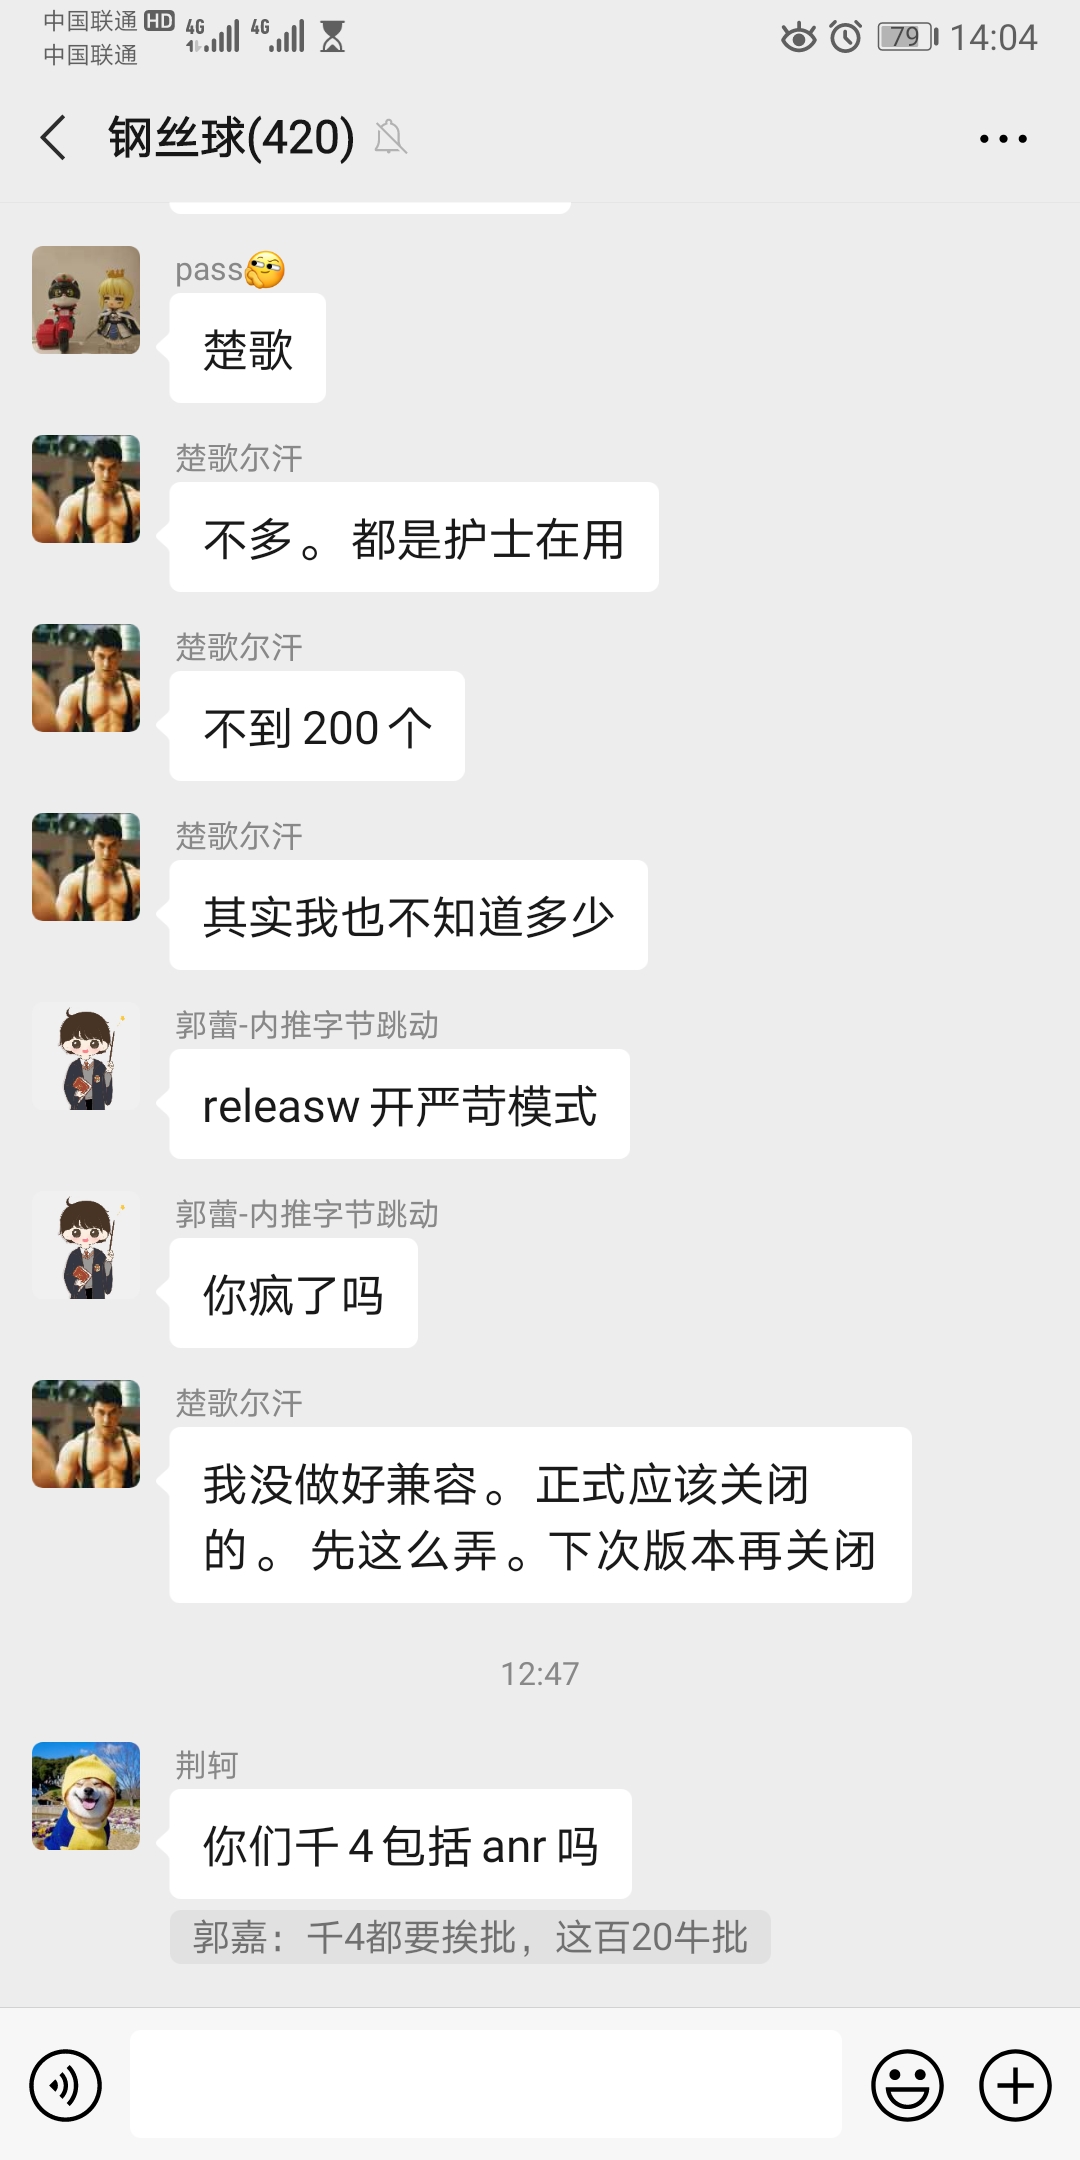 中国联通 HD 4G 4G 79 14:04
中国联通
钢丝球(420)
pass
楚歌
楚歌尔汗
不多。都是护士在用
楚歌尔汗
不到 200 个
楚歌尔汗
其实我也不知道多少
郭蕾-内推字节跳动
releasw 开严苛模式
郭蕾-内推字节跳动
你疯了吗
楚歌尔汗
我没做好兼容。正式应该关闭
的。先这么弄。下次版本再关闭
12:47
荆轲
你们千 4 包括 anr 吗
郭嘉：千4都要挨批，这百20牛批